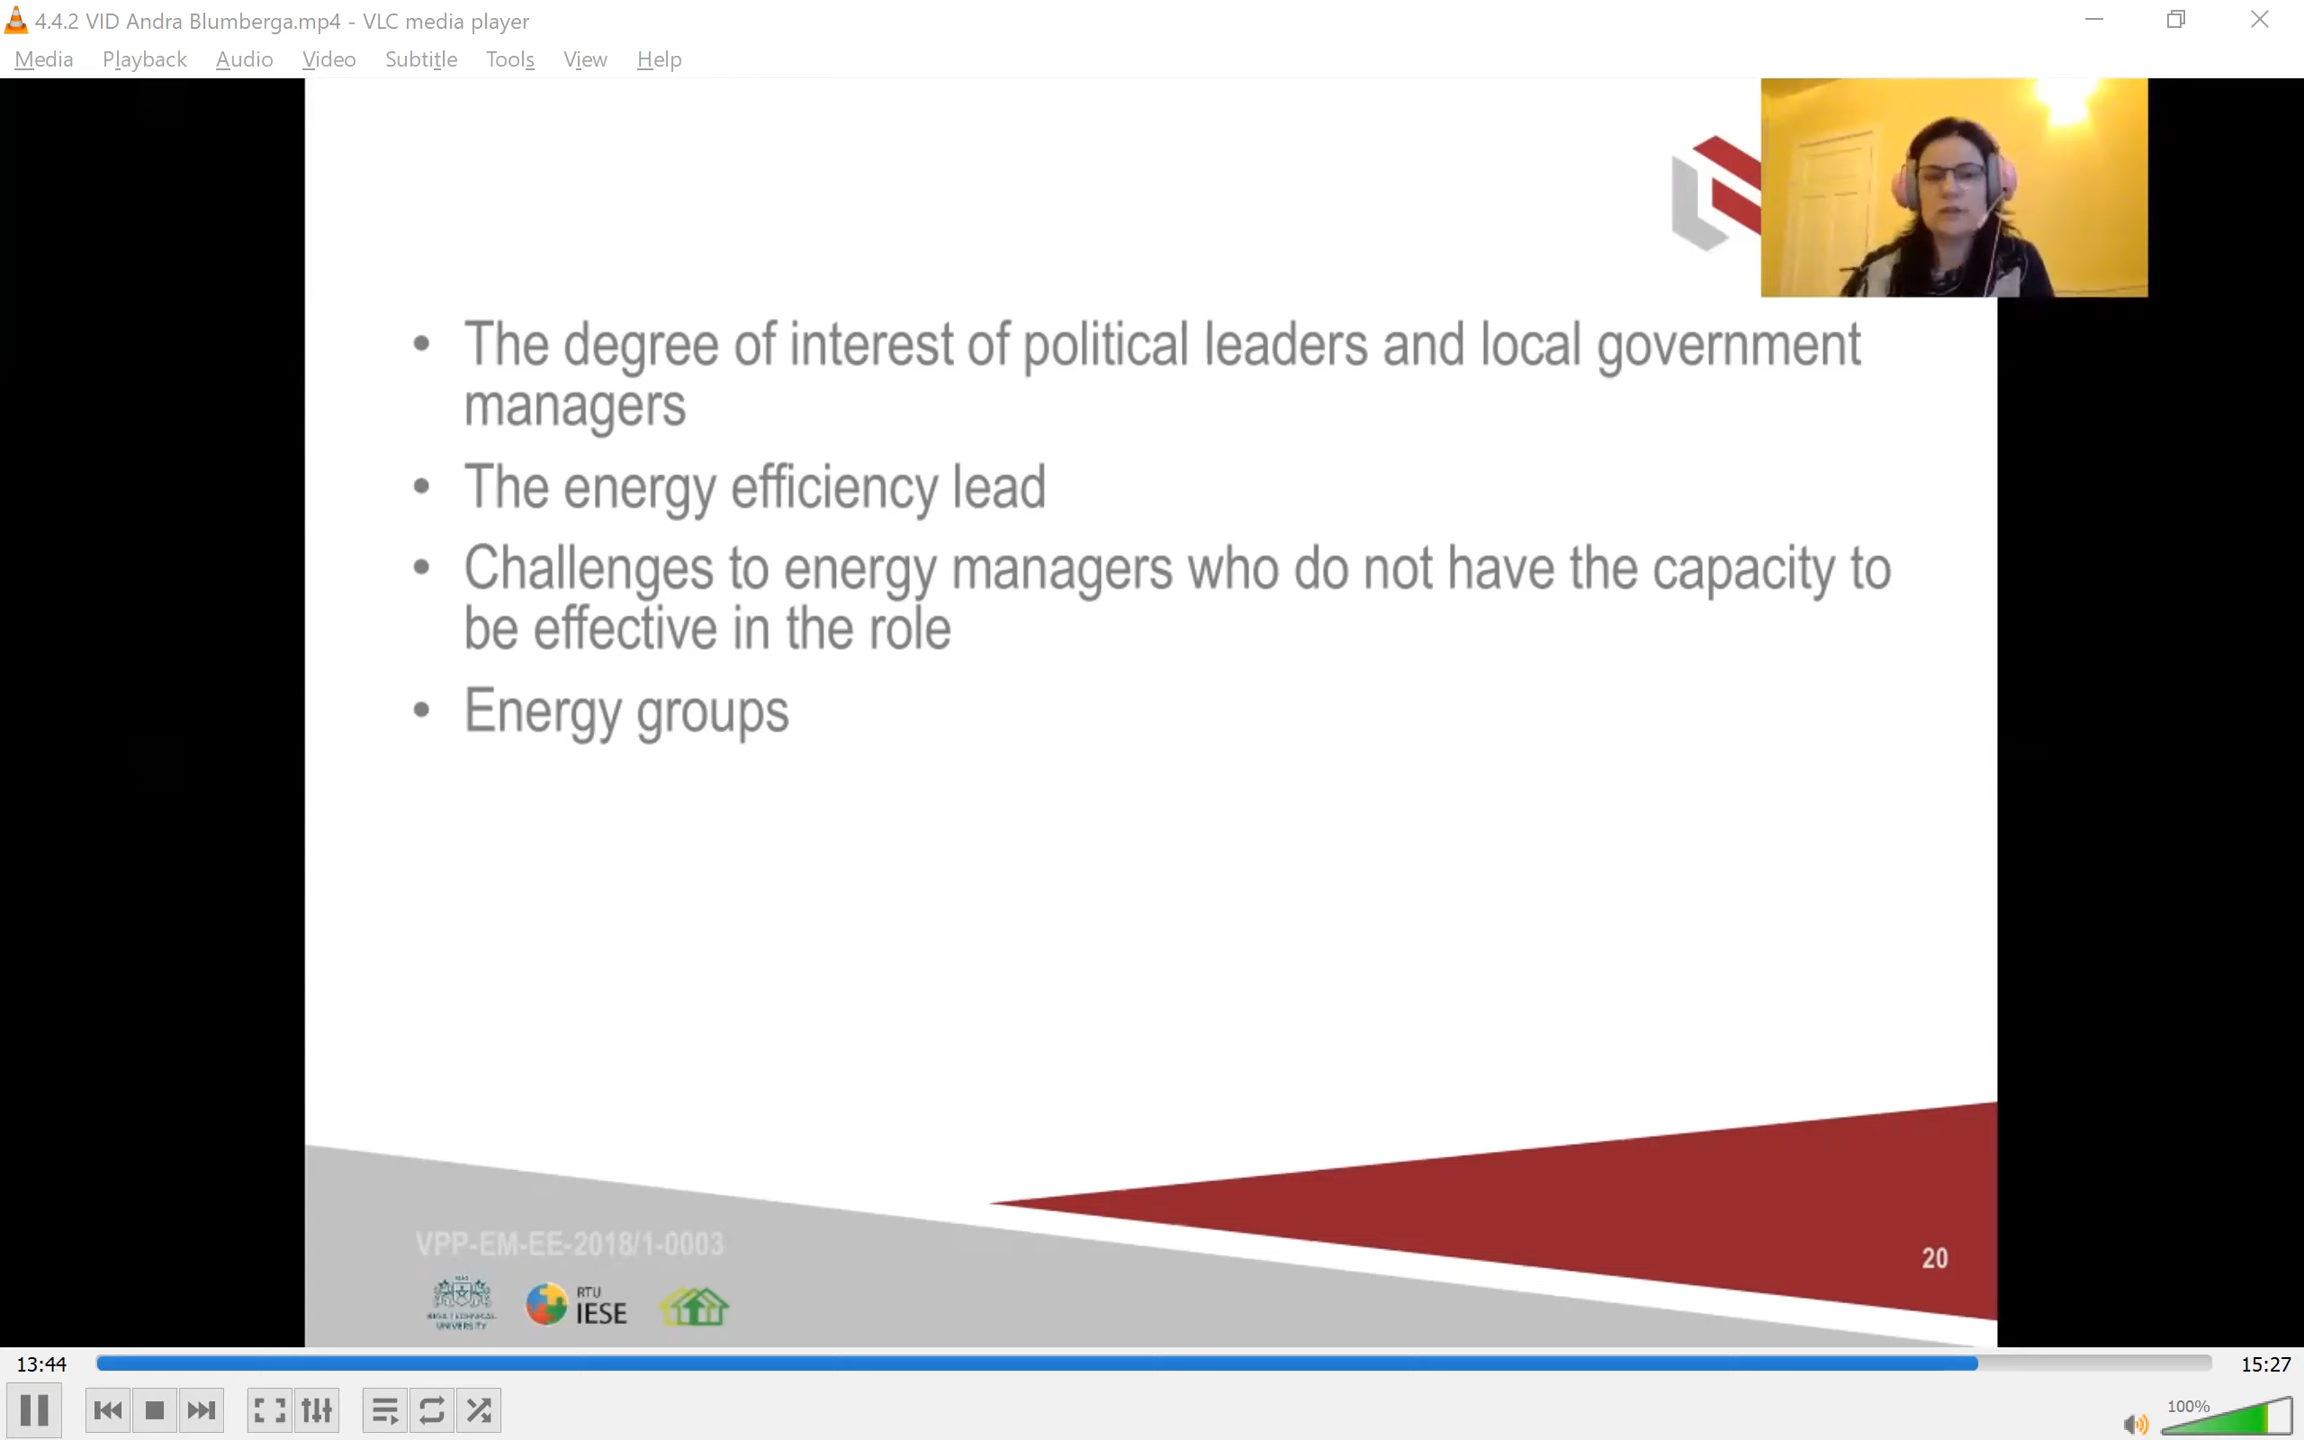 4.4.2 VID Andra Blumberga.mp4 - VLC media player
Media Playback Audio Video Subtitle Tools View Help
• The degree of interest of political leaders and local government
managers
• The energy efficiency lead
• Challenges to energy managers who do not have the capacity to
be effective in the role
• Energy groups
VPP-EM-EE-2018/1-0003
20
UNIVERSITY
RTU
IESE
13:44
15:27
100%